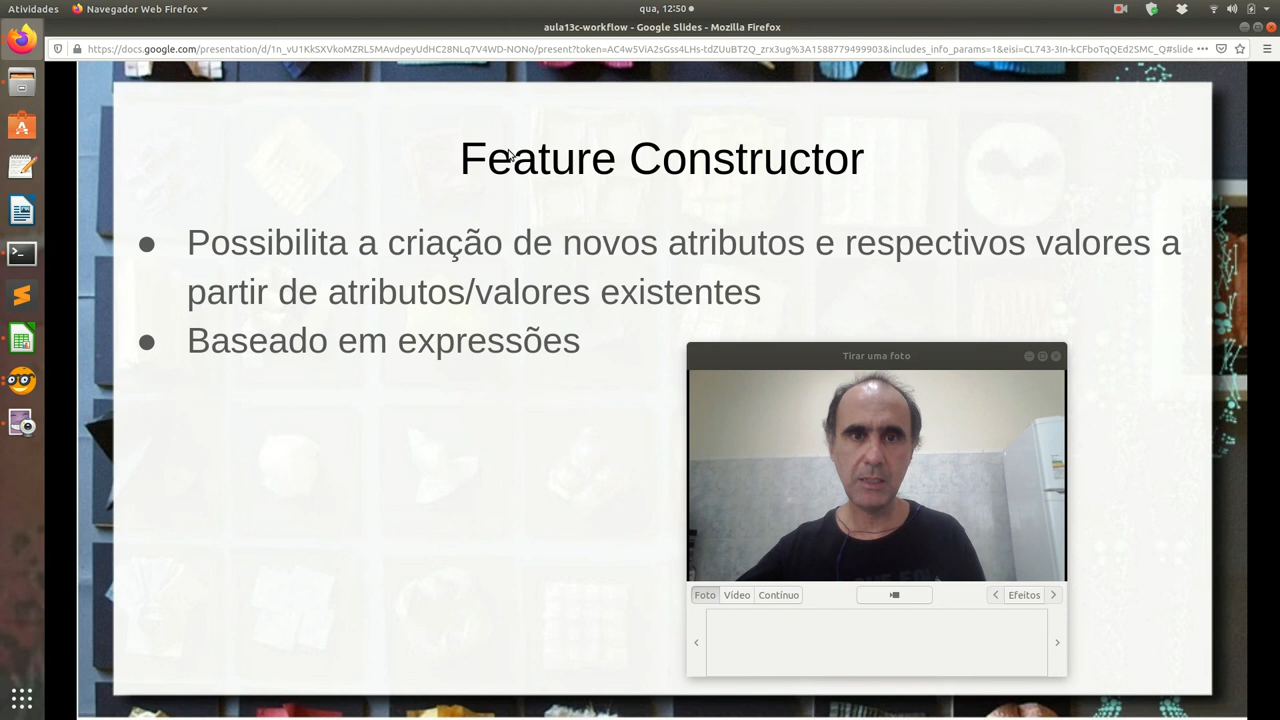 Atividades
Navegador Web Firefox
qua, 12:50
aula13c-workflow - Google Slides - Mozilla Firefox
Feature Constructor
● Possibilita a criação de novos atributos e respectivos valores a
partir de atributos/valores existentes
● Baseado em expressões
Tirar uma foto
Foto
Vídeo
Contínuo
Efeitos